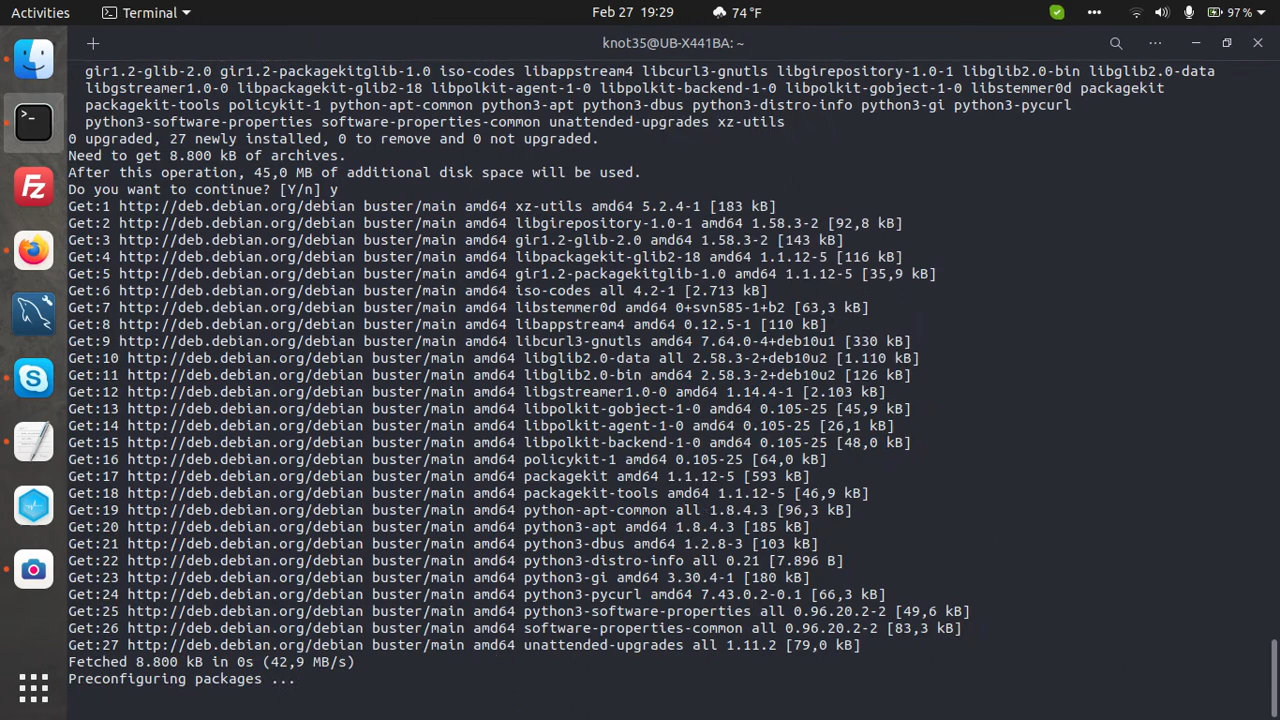 Activities Terminal Feb 27 19:29 74 °F 97 %
knot35@UB-X441BA: ~
gir1.2-glib-2.0 gir1.2-packagekitglib-1.0 iso-codes libappstream4 libcurl3-gnutls libgirepository-1.0-1 libglib2.0-bin libglib2.0-data
libgstreamer1.0-0 libpackagekit-glib2-18 libpolkit-agent-1-0 libpolkit-backend-1-0 libpolkit-gobject-1-0 libstemmer0d packagekit
packagekit-tools policykit-1 python-apt-common python3-apt python3-dbus python3-distro-info python3-gi python3-pycurl
python3-software-properties software-properties-common unattended-upgrades xz-utils
0 upgraded, 27 newly installed, 0 to remove and 0 not upgraded.
Need to get 8.800 kB of archives.
After this operation, 45,0 MB of additional disk space will be used.
Do you want to continue? [Y/n] y
Get:1 http://deb.debian.org/debian buster/main amd64 xz-utils amd64 5.2.4-1 [183 kB]
Get:2 http://deb.debian.org/debian buster/main amd64 libgirepository-1.0-1 amd64 1.58.3-2 [92,8 kB]
Get:3 http://deb.debian.org/debian buster/main amd64 gir1.2-glib-2.0 amd64 1.58.3-2 [143 kB]
Get:4 http://deb.debian.org/debian buster/main amd64 libpackagekit-glib2-18 amd64 1.1.12-5 [116 kB]
Get:5 http://deb.debian.org/debian buster/main amd64 gir1.2-packagekitglib-1.0 amd64 1.1.12-5 [35,9 kB]
Get:6 http://deb.debian.org/debian buster/main amd64 iso-codes all 4.2-1 [2.713 kB]
Get:7 http://deb.debian.org/debian buster/main amd64 libstemmer0d amd64 0+svn585-1+b2 [63,3 kB]
Get:8 http://deb.debian.org/debian buster/main amd64 libappstream4 amd64 0.12.5-1 [110 kB]
Get:9 http://deb.debian.org/debian buster/main amd64 libcurl3-gnutls amd64 7.64.0-4+deb10u1 [330 kB]
Get:10 http://deb.debian.org/debian buster/main amd64 libglib2.0-data all 2.58.3-2+deb10u2 [1.110 kB]
Get:11 http://deb.debian.org/debian buster/main amd64 libglib2.0-bin amd64 2.58.3-2+deb10u2 [126 kB]
Get:12 http://deb.debian.org/debian buster/main amd64 libgstreamer1.0-0 amd64 1.14.4-1 [2.103 kB]
Get:13 http://deb.debian.org/debian buster/main amd64 libpolkit-gobject-1-0 amd64 0.105-25 [45,9 kB]
Get:14 http://deb.debian.org/debian buster/main amd64 libpolkit-agent-1-0 amd64 0.105-25 [26,1 kB]
Get:15 http://deb.debian.org/debian buster/main amd64 libpolkit-backend-1-0 amd64 0.105-25 [48,0 kB]
Get:16 http://deb.debian.org/debian buster/main amd64 policykit-1 amd64 0.105-25 [64,0 kB]
Get:17 http://deb.debian.org/debian buster/main amd64 packagekit amd64 1.1.12-5 [593 kB]
Get:18 http://deb.debian.org/debian buster/main amd64 packagekit-tools amd64 1.1.12-5 [46,9 kB]
Get:19 http://deb.debian.org/debian buster/main amd64 python-apt-common all 1.8.4.3 [96,3 kB]
Get:20 http://deb.debian.org/debian buster/main amd64 python3-apt amd64 1.8.4.3 [185 kB]
Get:21 http://deb.debian.org/debian buster/main amd64 python3-dbus amd64 1.2.8-3 [103 kB]
Get:22 http://deb.debian.org/debian buster/main amd64 python3-distro-info all 0.21 [7.896 B]
Get:23 http://deb.debian.org/debian buster/main amd64 python3-gi amd64 3.30.4-1 [180 kB]
Get:24 http://deb.debian.org/debian buster/main amd64 python3-pycurl amd64 7.43.0.2-0.1 [66,3 kB]
Get:25 http://deb.debian.org/debian buster/main amd64 python3-software-properties all 0.96.20.2-2 [49,6 kB]
Get:26 http://deb.debian.org/debian buster/main amd64 software-properties-common all 0.96.20.2-2 [83,3 kB]
Get:27 http://deb.debian.org/debian buster/main amd64 unattended-upgrades all 1.11.2 [79,0 kB]
Fetched 8.800 kB in 0s (42,9 MB/s)
Preconfiguring packages ...